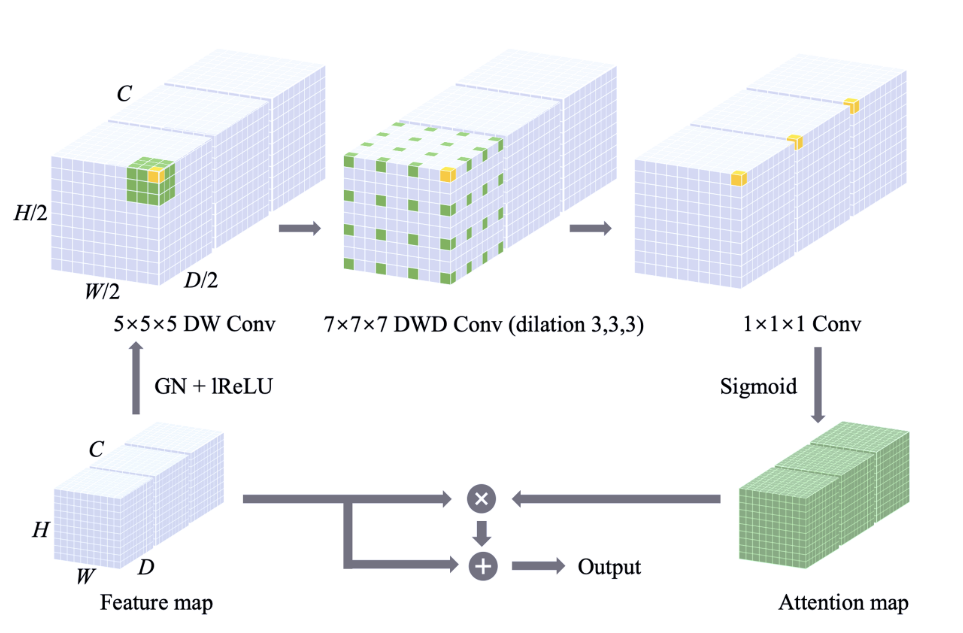 C
H/2
W/2
D/2
5×5×5 DW Conv
7×7×7 DWD Conv (dilation 3,3,3)
1×1×1 Conv
GN + lReLU
Sigmoid
C
H
W
D
Feature map
Output
Attention map